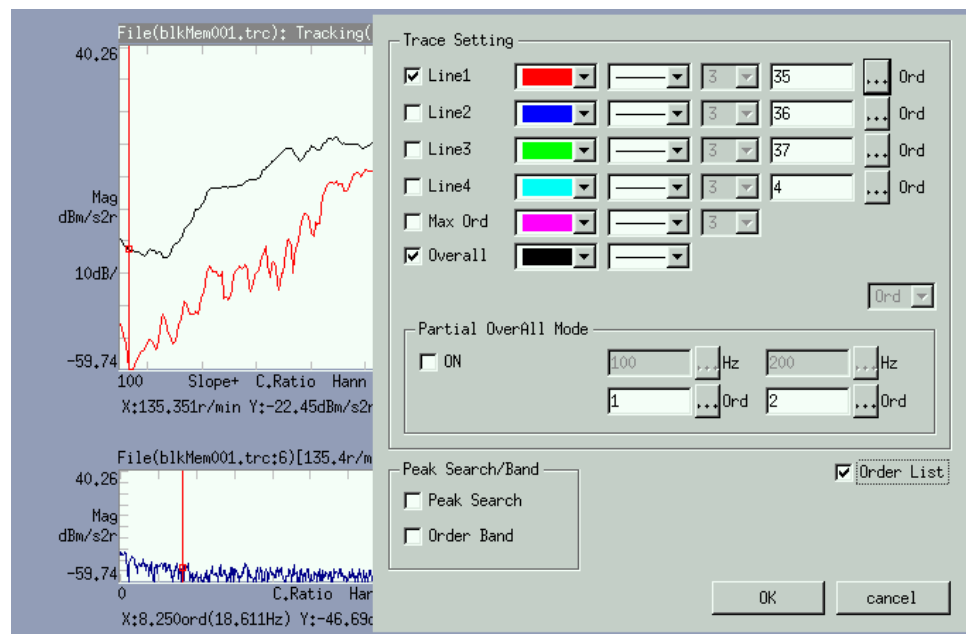 File(blkMem001.trc): Tracking(
40.26
Mag
dBm/s2r
10dB/
-59.74
100 Slope+ C.Ratio Hann
X:135.351r/min Y:-22.45dBm/s2r
File(blkMem001.trc:6)[135.4r/m
40.26
Mag
dBm/s2r
-59.74
0 C.Ratio Har
X:8.250ord(18.611Hz) Y:-46.69d
Trace Setting
Line1 3 35 ... Ord
Line2 3 36 ... Ord
Line3 3 37 ... Ord
Line4 3 4 ... Ord
Max Ord 3
Overall
Ord
Partial OverAll Mode
ON 100 ... Hz 200 ... Hz
1 ... Ord 2 ... Ord
Peak Search/Band
Order List
Peak Search
Order Band
OK cancel